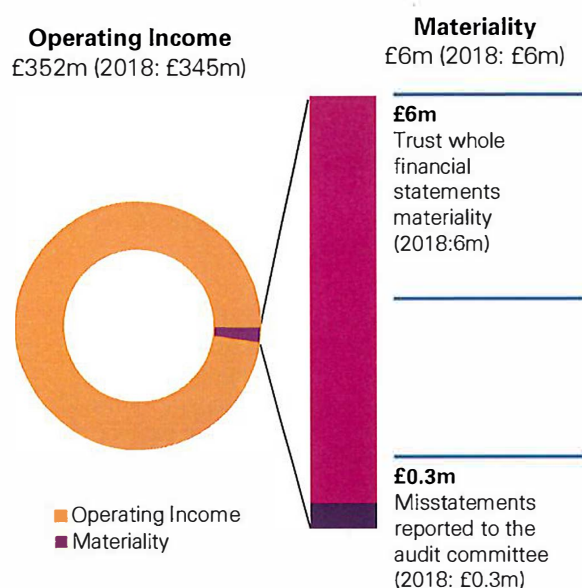 Operating Income
£352m (2018: £345m)
Materiality
£6m (2018: £6m)
£6m
Trust whole
financial
statements
materiality
(2018:6m)
£0.3m
Misstatements
reported to the
audit committee
(2018: £0.3m)
Operating Income
Materiality